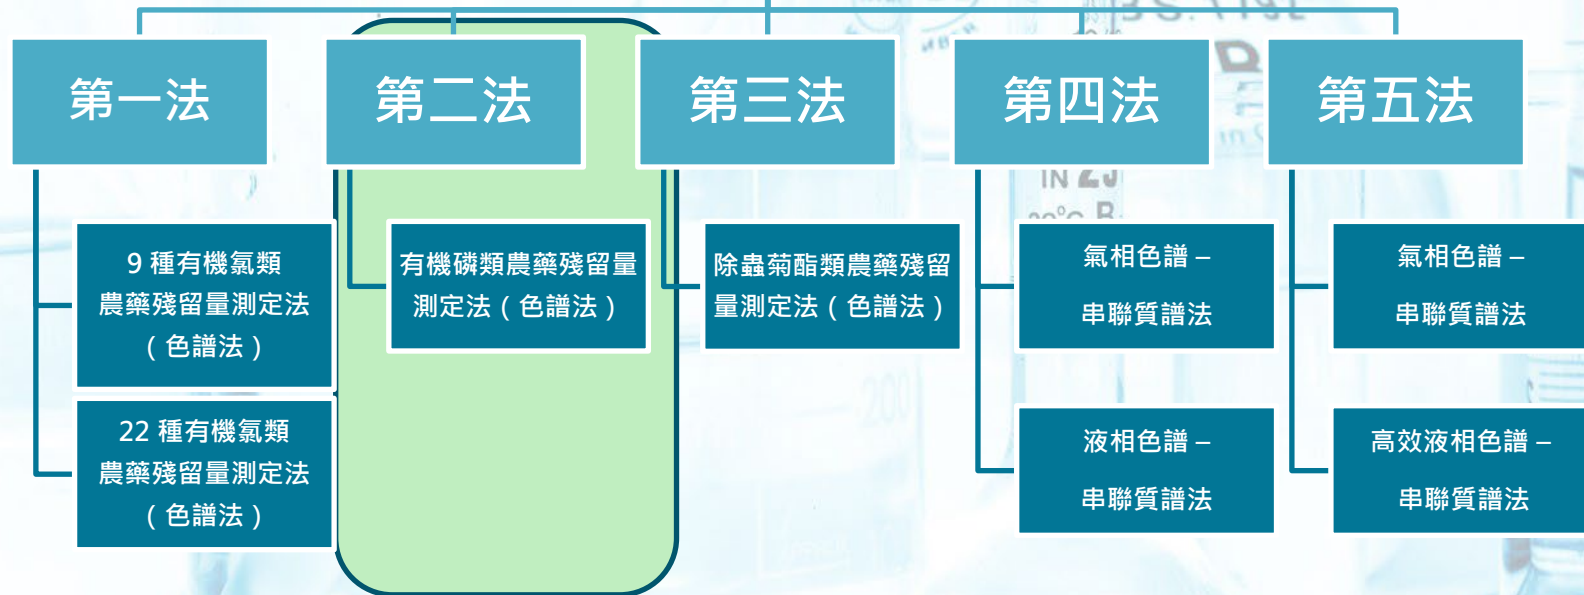 第一法
第二法
第三法
第四法
第五法
9 種有機氯類
農藥殘留量測定法
（色譜法）
22 種有機氯類
農藥殘留量測定法
（色譜法）
有機磷類農藥殘留量
測定法（色譜法）
除蟲菊酯類農藥殘留
量測定法（色譜法）
氣相色譜 –
串聯質譜法
液相色譜 –
串聯質譜法
氣相色譜 –
串聯質譜法
高效液相色譜 –
串聯質譜法
200